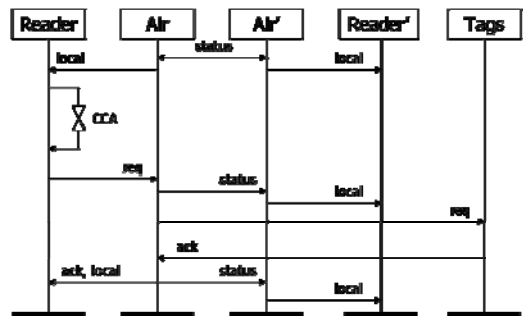 Reader Air Air' Reader' Tags
status
local local
CCA
req
status
local
req
ack
ack, local status
local